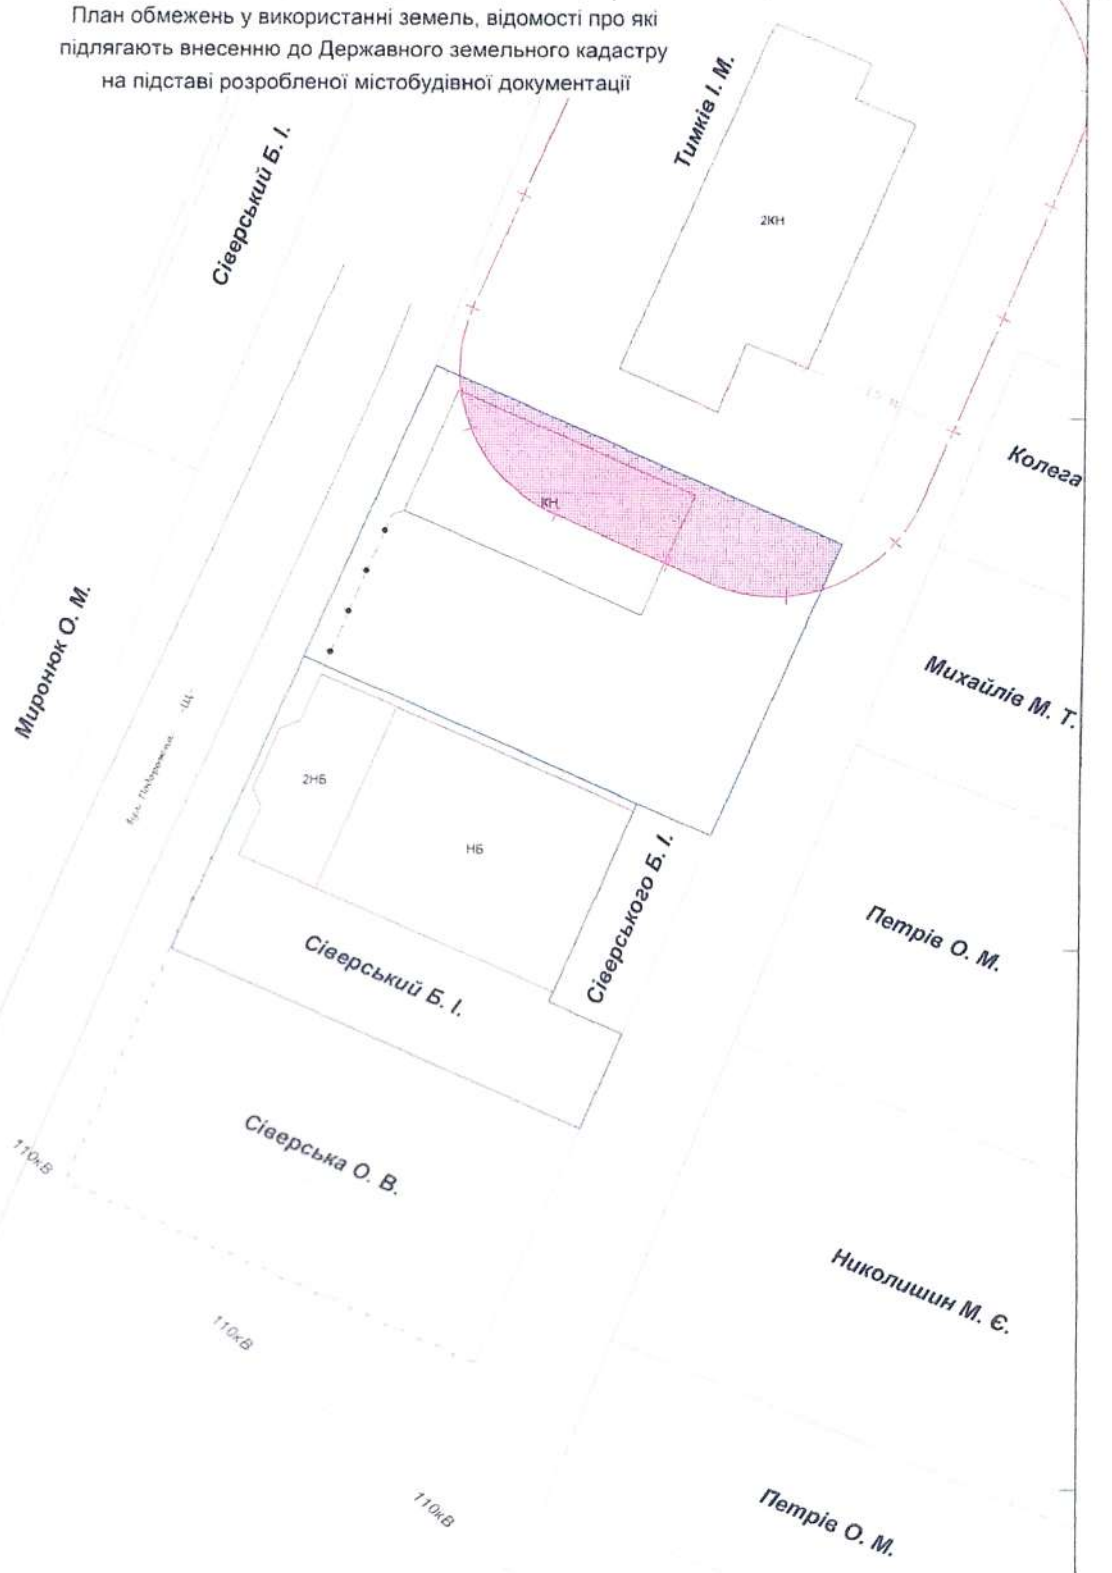 План обмежень у використанні земель, відомості про які
підлягають внесенню до Державного земельного кадастру
на підставі розробленої містобудівної документації
Тимків І. М.
Сіверський Б. І.
2КН
Колега
КН
Миронюк О. М.
Михайлів М. Т.
-Щ-
2НБ
НБ
Сіверського Б. І.
Петрів О. М.
Сіверський Б. І.
Сіверська О. В.
110кВ
Николишин М. Є.
110кВ
110кВ
Петрів О. М.